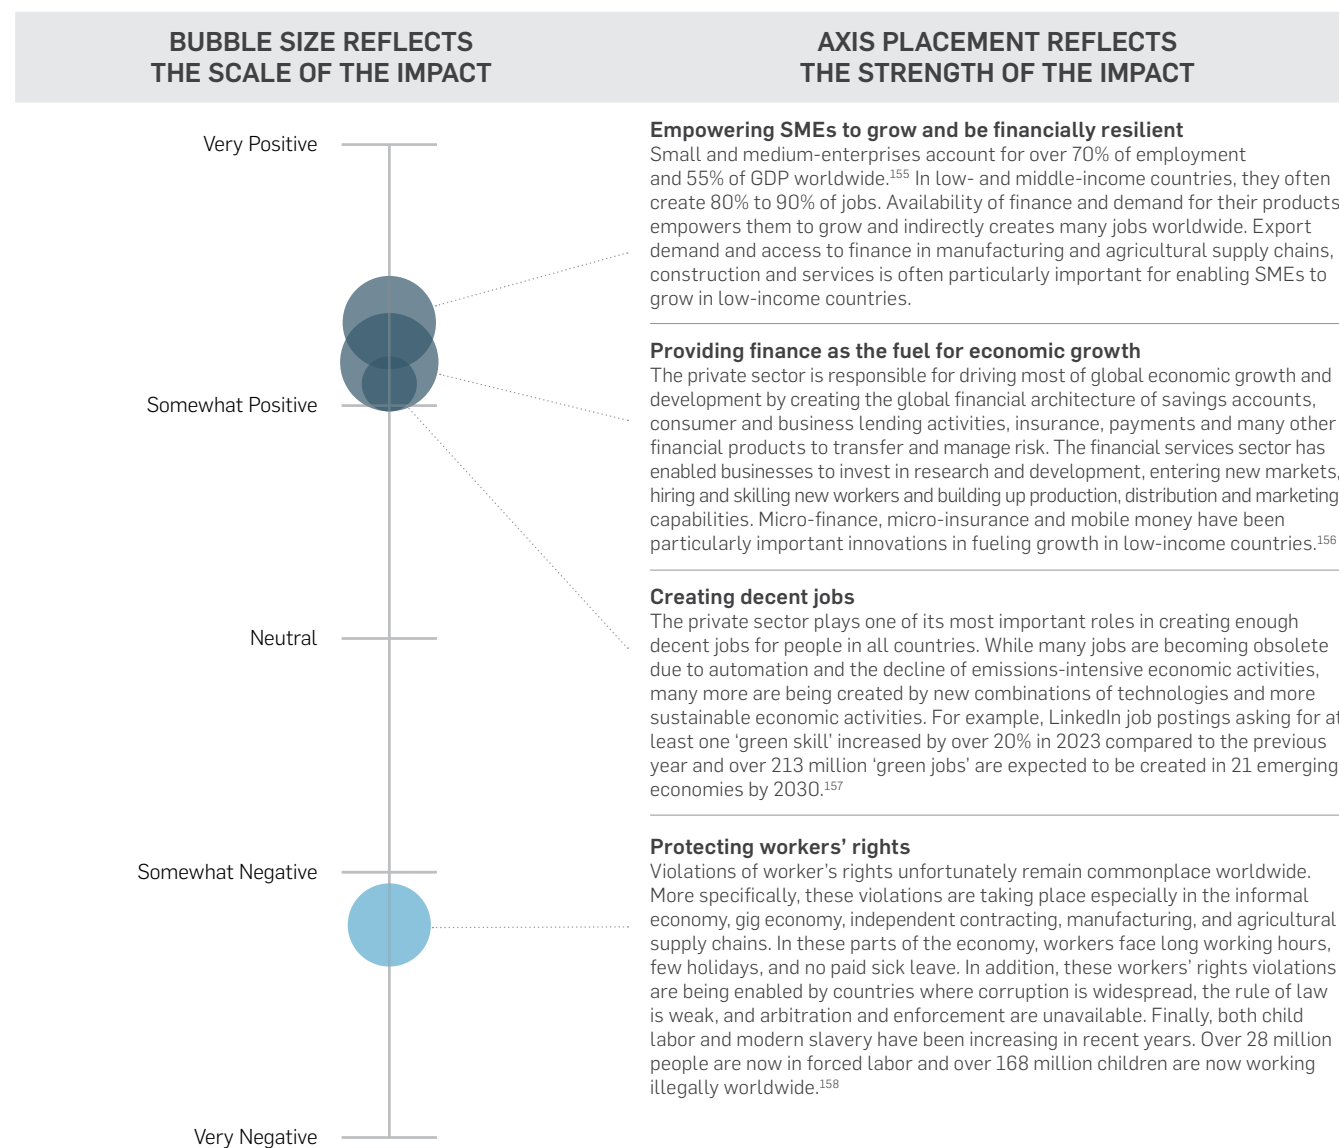 BUBBLE SIZE REFLECTS
THE SCALE OF THE IMPACT
AXIS PLACEMENT REFLECTS
THE STRENGTH OF THE IMPACT
Very Positive
Somewhat Positive
Neutral
Somewhat Negative
Very Negative
Empowering SMEs to grow and be financially resilient
Small and medium-enterprises account for over 70% of employment
and 55% of GDP worldwide.155 In low- and middle-income countries, they often
create 80% to 90% of jobs. Availability of finance and demand for their products
empowers them to grow and indirectly creates many jobs worldwide. Export
demand and access to finance in manufacturing and agricultural supply chains,
construction and services is often particularly important for enabling SMEs to
grow in low-income countries.
Providing finance as the fuel for economic growth
The private sector is responsible for driving most of global economic growth and
development by creating the global financial architecture of savings accounts,
consumer and business lending activities, insurance, payments and many other
financial products to transfer and manage risk. The financial services sector has
enabled businesses to invest in research and development, entering new markets,
hiring and skilling new workers and building up production, distribution and marketing
capabilities. Micro-finance, micro-insurance and mobile money have been
particularly important innovations in fueling growth in low-income countries.156
Creating decent jobs
The private sector plays one of its most important roles in creating enough
decent jobs for people in all countries. While many jobs are becoming obsolete
due to automation and the decline of emissions-intensive economic activities,
many more are being created by new combinations of technologies and more
sustainable economic activities. For example, LinkedIn job postings asking for at
least one ‘green skill’ increased by over 20% in 2023 compared to the previous
year and over 213 million ‘green jobs’ are expected to be created in 21 emerging
economies by 2030.157
Protecting workers’ rights
Violations of worker’s rights unfortunately remain commonplace worldwide.
More specifically, these violations are taking place especially in the informal
economy, gig economy, independent contracting, manufacturing, and agricultural
supply chains. In these parts of the economy, workers face long working hours,
few holidays, and no paid sick leave. In addition, these workers’ rights violations
are being enabled by countries where corruption is widespread, the rule of law
is weak, and arbitration and enforcement are unavailable. Finally, both child
labor and modern slavery have been increasing in recent years. Over 28 million
people are now in forced labor and over 168 million children are now working
illegally worldwide.158